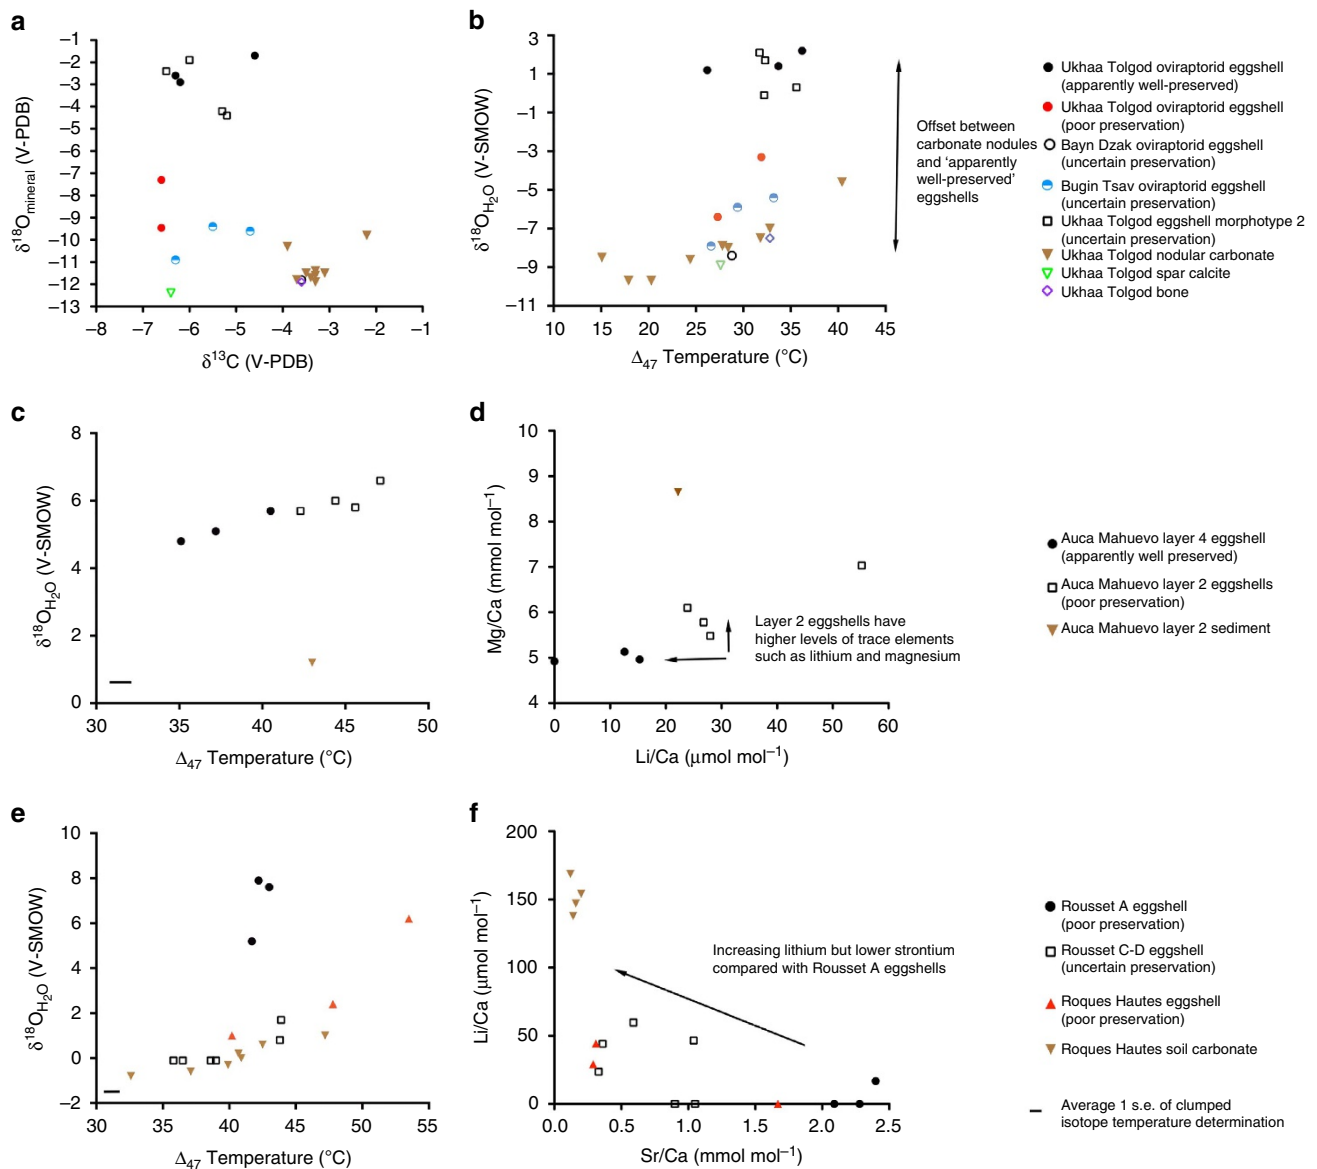 a
−1
−2
−3
−4
−5
−6
−7
−8
−9
−10
−11
−12
−13
−8 −7 −6 −5 −4 −3 −2 −1
δ18Omineral (V-PDB)
δ13C (V-PDB)
b
3
1
−1
−3
−5
−7
−9
−11
10 15 20 25 30 35 40 45
δ18OH2O (V-SMOW)
Δ47 Temperature (°C)
Offset between
carbonate nodules
and ‘apparently
well-preserved’
eggshells
Ukhaa Tolgod oviraptorid eggshell
(apparently well-preserved)
Ukhaa Tolgod oviraptorid eggshell
(poor preservation)
Bayn Dzak oviraptorid eggshell
(uncertain preservation)
Bugin Tsav oviraptorid eggshell
(uncertain preservation)
Ukhaa Tolgod eggshell morphotype 2
(uncertain preservation)
Ukhaa Tolgod nodular carbonate
Ukhaa Tolgod spar calcite
Ukhaa Tolgod bone
c
8
6
4
2
0
30 35 40 45 50
δ18OH2O (V-SMOW)
Δ47 Temperature (°C)
d
10
9
8
7
6
5
4
0 10 20 30 40 50 60
Mg/Ca (mmol mol−1)
Li/Ca (μmol mol−1)
Layer 2 eggshells have
higher levels of trace elements
such as lithium and magnesium
Auca Mahuevo layer 4 eggshell
(apparently well preserved)
Auca Mahuevo layer 2 eggshells
(poor preservation)
Auca Mahuevo layer 2 sediment
e
10
8
6
4
2
0
−2
30 35 40 45 50 55
δ18OH2O (V-SMOW)
Δ47 Temperature (°C)
f
200
150
100
50
0
0.0 0.5 1.0 1.5 2.0 2.5
Li/Ca (μmol mol−1)
Sr/Ca (mmol mol−1)
Increasing lithium but lower strontium
compared with Rousset A eggshells
Rousset A eggshell
(poor preservation)
Rousset C-D eggshell
(uncertain preservation)
Roques Hautes eggshell
(poor preservation)
Roques Hautes soil carbonate
Average 1 s.e. of clumped
isotope temperature determination